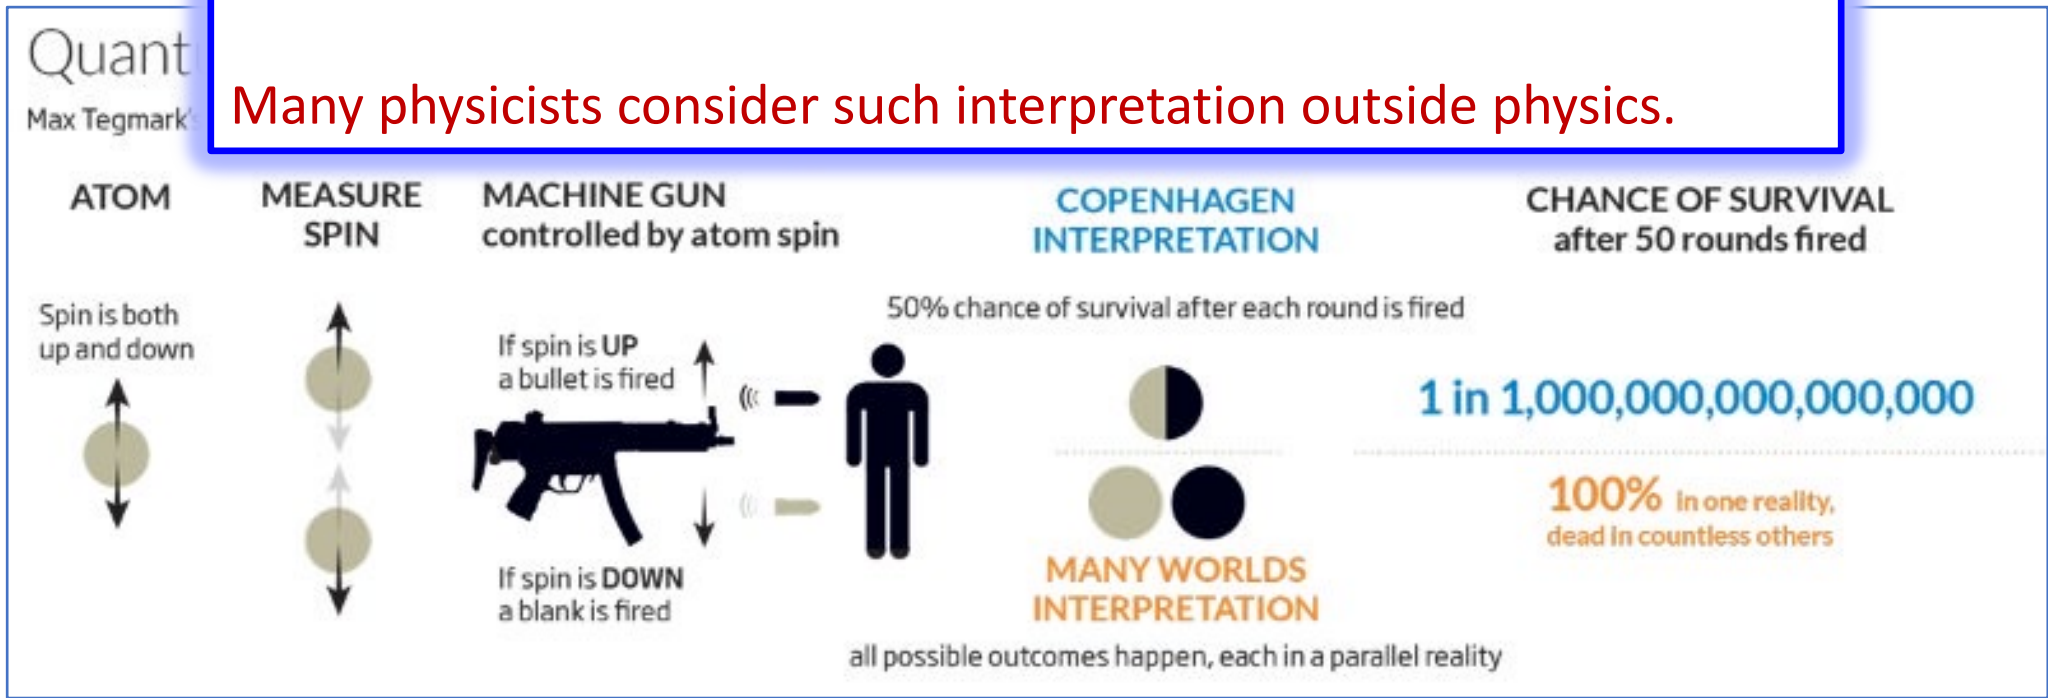 Quant
Many physicists consider such interpretation outside physics.
Max Tegmark's
ATOM
MEASURE
SPIN
MACHINE GUN
controlled by atom spin
COPENHAGEN
INTERPRETATION
CHANCE OF SURVIVAL
after 50 rounds fired
Spin is both
up and down
If spin is UP
a bullet is fired
If spin is DOWN
a blank is fired
50% chance of survival after each round is fired
1 in 1,000,000,000,000,000
100% in one reality,
dead in countless others
MANY WORLDS
INTERPRETATION
all possible outcomes happen, each in a parallel reality